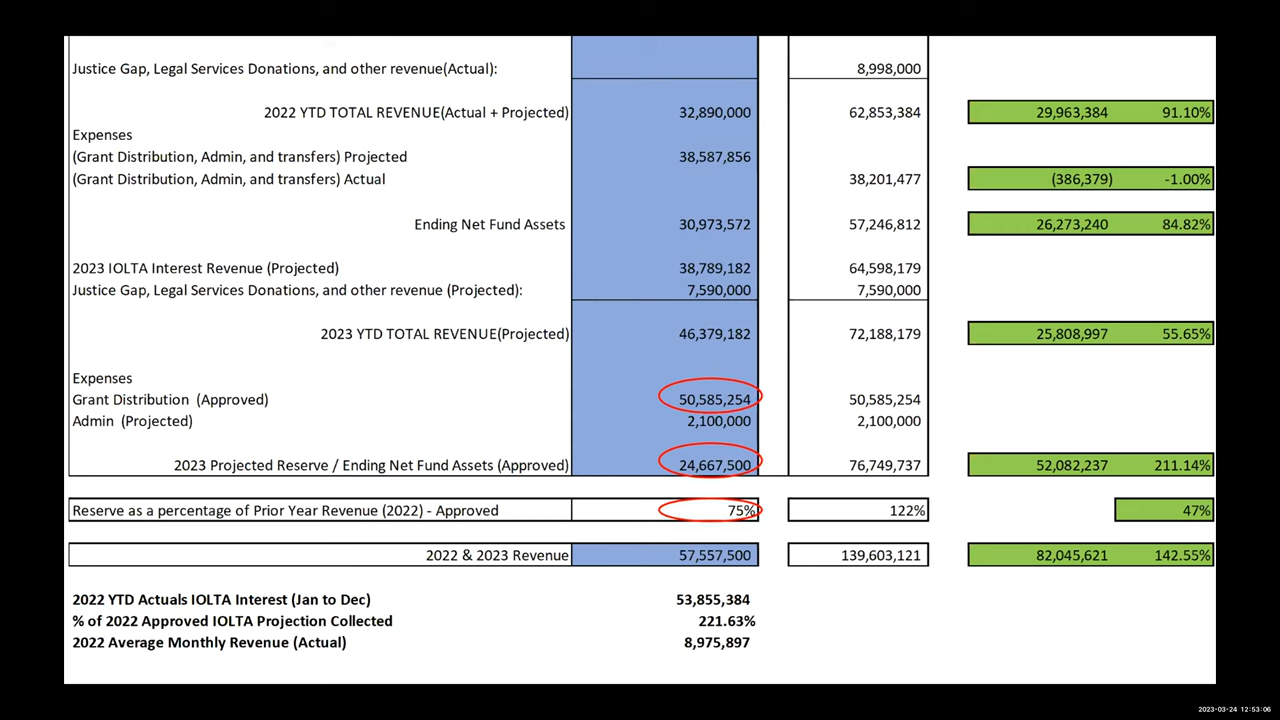 Justice Gap, Legal Services Donations, and other revenue(Actual): 8,998,000
2022 YTD TOTAL REVENUE(Actual + Projected) 32,890,000 62,853,384 29,963,384 91.10%
Expenses
(Grant Distribution, Admin, and transfers) Projected 38,587,856
(Grant Distribution, Admin, and transfers) Actual 38,201,477 (386,379) -1.00%
Ending Net Fund Assets 30,973,572 57,246,812 26,273,240 84.82%
2023 IOLTA Interest Revenue (Projected) 38,789,182 64,598,179
Justice Gap, Legal Services Donations, and other revenue (Projected): 7,590,000 7,590,000
2023 YTD TOTAL REVENUE(Projected) 46,379,182 72,188,179 25,808,997 55.65%
Expenses
Grant Distribution (Approved) 50,585,254 50,585,254
Admin (Projected) 2,100,000 2,100,000
2023 Projected Reserve / Ending Net Fund Assets (Approved) 24,667,500 76,749,737 52,082,237 211.14%
Reserve as a percentage of Prior Year Revenue (2022) - Approved 75% 122% 47%
2022 & 2023 Revenue 57,557,500 139,603,121 82,045,621 142.55%
2022 YTD Actuals IOLTA Interest (Jan to Dec) 53,855,384
% of 2022 Approved IOLTA Projection Collected 221.63%
2022 Average Monthly Revenue (Actual) 8,975,897
2023-03-24 12:53:06